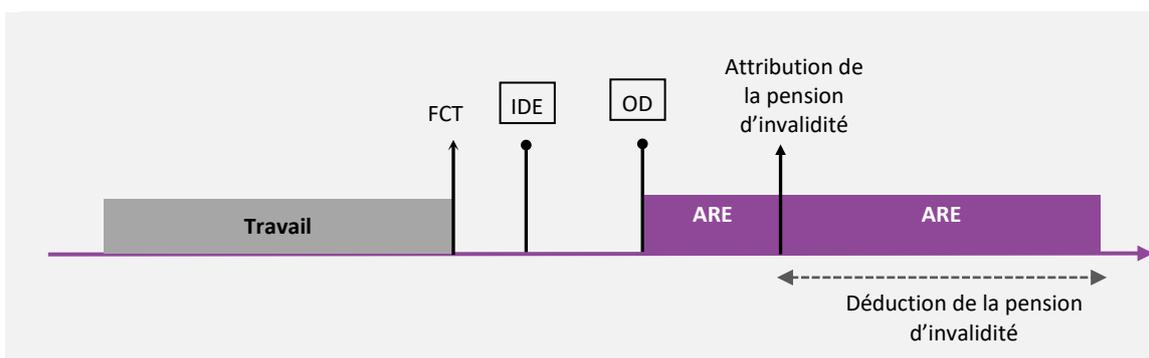 Attribution de
la pension
d’invalidité
FCT
IDE
OD
Travail
ARE
ARE
Déduction de la pension
d’invalidité